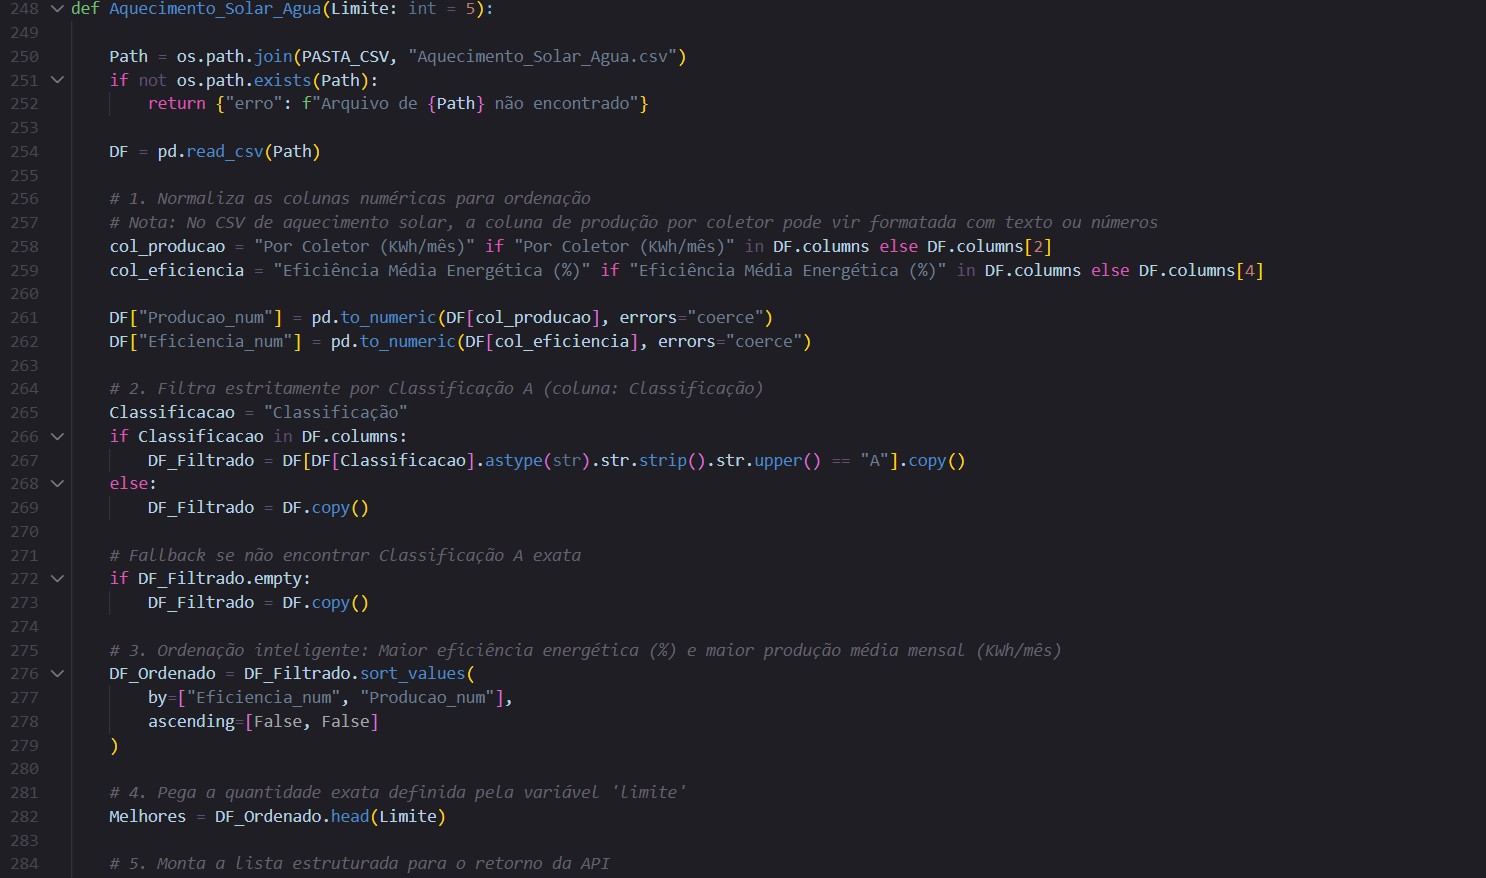 248 def Aquecimento_Solar_Agua(Limite: int = 5):
249
250     Path = os.path.join(PASTA_CSV, "Aquecimento_Solar_Agua.csv")
251     if not os.path.exists(Path):
252         return {"erro": f"Arquivo de {Path} não encontrado"}
253
254     DF = pd.read_csv(Path)
255
256     # 1. Normaliza as colunas numéricas para ordenação
257     # Nota: No CSV de aquecimento solar, a coluna de produção por coletor pode vir formatada com texto ou números
258     col_producao = "Por Coletor (KWh/mês)" if "Por Coletor (KWh/mês)" in DF.columns else DF.columns[2]
259     col_eficiencia = "Eficiência Média Energética (%)" if "Eficiência Média Energética (%)" in DF.columns else DF.columns[4]
260
261     DF["Producao_num"] = pd.to_numeric(DF[col_producao], errors="coerce")
262     DF["Eficiencia_num"] = pd.to_numeric(DF[col_eficiencia], errors="coerce")
263
264     # 2. Filtra estritamente por Classificação A (coluna: Classificação)
265     Classificacao = "Classificação"
266     if Classificacao in DF.columns:
267         DF_Filtrado = DF[DF[Classificacao].astype(str).str.strip().str.upper() == "A"].copy()
268     else:
269         DF_Filtrado = DF.copy()
270
271     # Fallback se não encontrar Classificação A exata
272     if DF_Filtrado.empty:
273         DF_Filtrado = DF.copy()
274
275     # 3. Ordenação inteligente: Maior eficiência energética (%) e maior produção média mensal (KWh/mês)
276     DF_Ordenado = DF_Filtrado.sort_values(
277         by=["Eficiencia_num", "Producao_num"],
278         ascending=[False, False]
279     )
280
281     # 4. Pega a quantidade exata definida pela variável 'limite'
282     Melhores = DF_Ordenado.head(Limite)
283
284     # 5. Monta a lista estruturada para o retorno da API